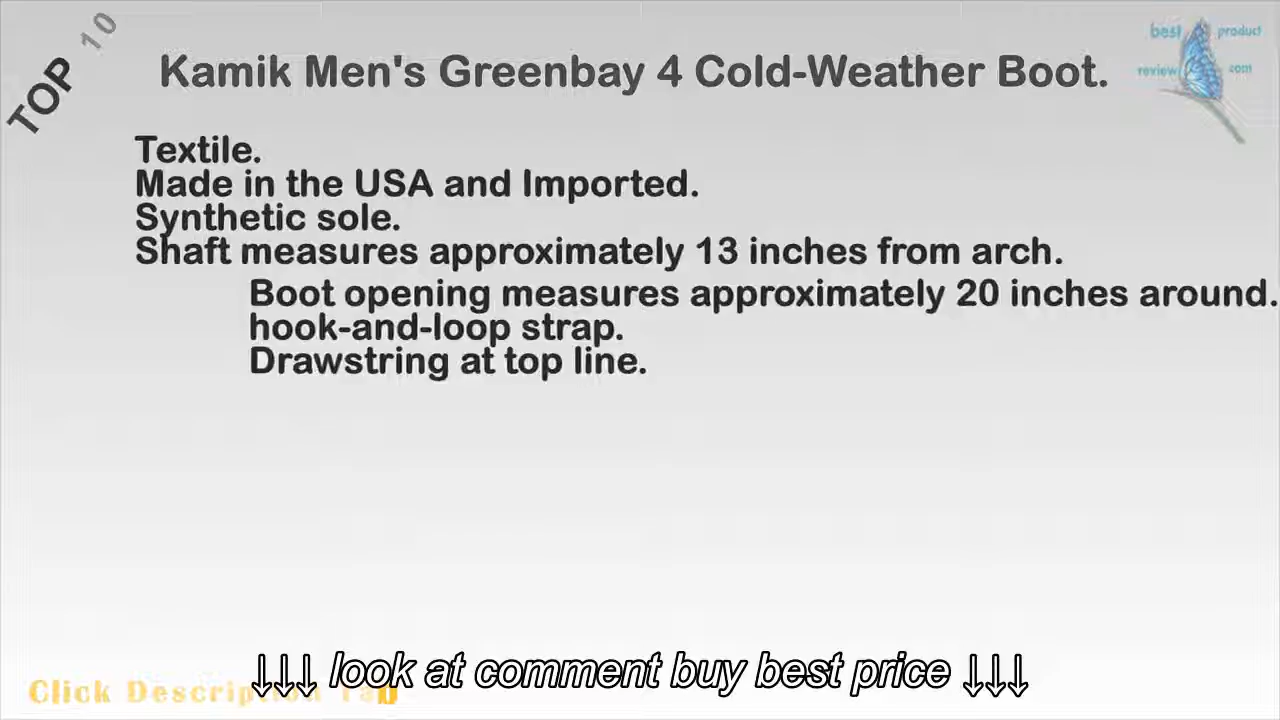 TOP 10
Kamik Men's Greenbay 4 Cold-Weather Boot.
best product
review com
Textile.
Made in the USA and Imported.
Synthetic sole.
Shaft measures approximately 13 inches from arch.
Boot opening measures approximately 20 inches around.
hook-and-loop strap.
Drawstring at top line.
↓↓↓ look at comment buy best price ↓↓↓
Click Description